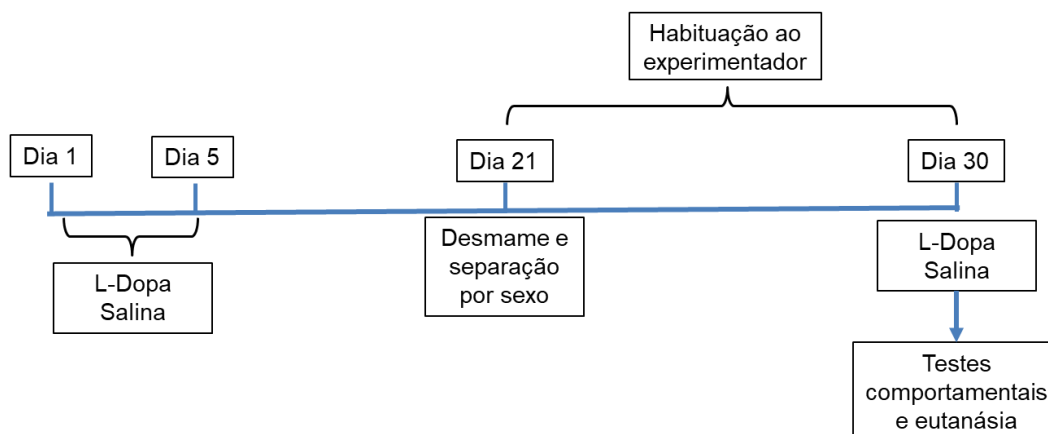 Habituação ao
experimentador
Dia 1
Dia 5
Dia 21
Dia 30
L-Dopa
Salina
Desmame e
separação
por sexo
L-Dopa
Salina
Testes
comportamentais
e eutanásia